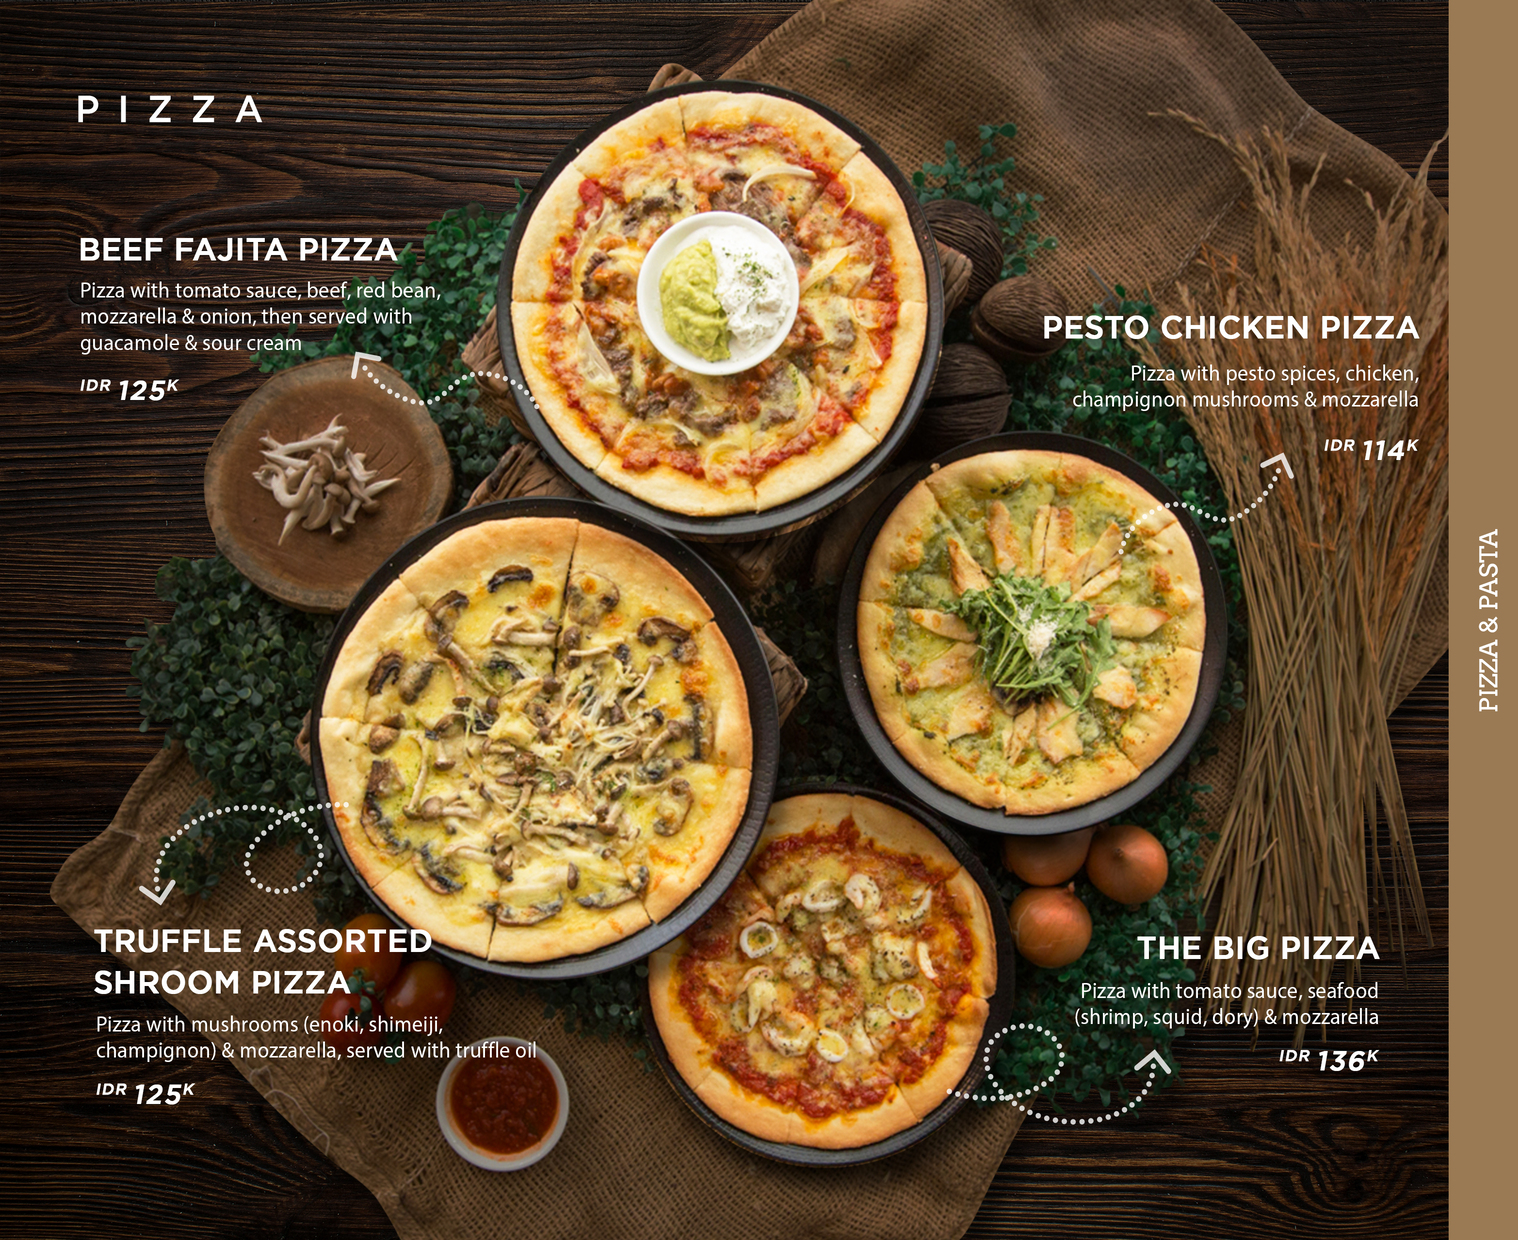 PIZZA
BEEF FAJITA PIZZA
Pizza with tomato sauce, beef, red bean,
mozzarella & onion, then served with
guacamole & sour cream
IDR 125K
PESTO CHICKEN PIZZA
Pizza with pesto spices, chicken,
champignon mushrooms & mozzarella
IDR 114K
TRUFFLE ASSORTED
SHROOM PIZZA
Pizza with mushrooms (enoki, shimeiji,
champignon) & mozzarella, served with truffle oil
IDR 125K
THE BIG PIZZA
Pizza with tomato sauce, seafood
(shrimp, squid, dory) & mozzarella
IDR 136K
PIZZA & PASTA